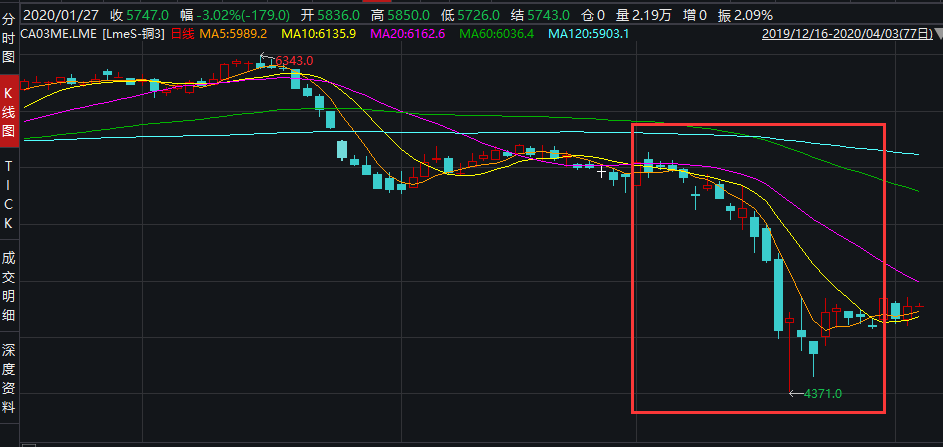 2020/01/27 收 5747.0 幅 -3.02%(-179.0) 开 5836.0 高 5850.0 低 5726.0 结 5743.0 仓 0 量 2.19万 增 0 振 2.09%
CA03ME.LME [LmeS-铜3] 日线 MA5:5989.2 MA10:6135.9 MA20:6162.6 MA60:6036.4 MA120:5903.1 2019/12/16-2020/04/03(77日)
分时图
K线图
TICK
成交明细
深度资料
6343.0
4371.0